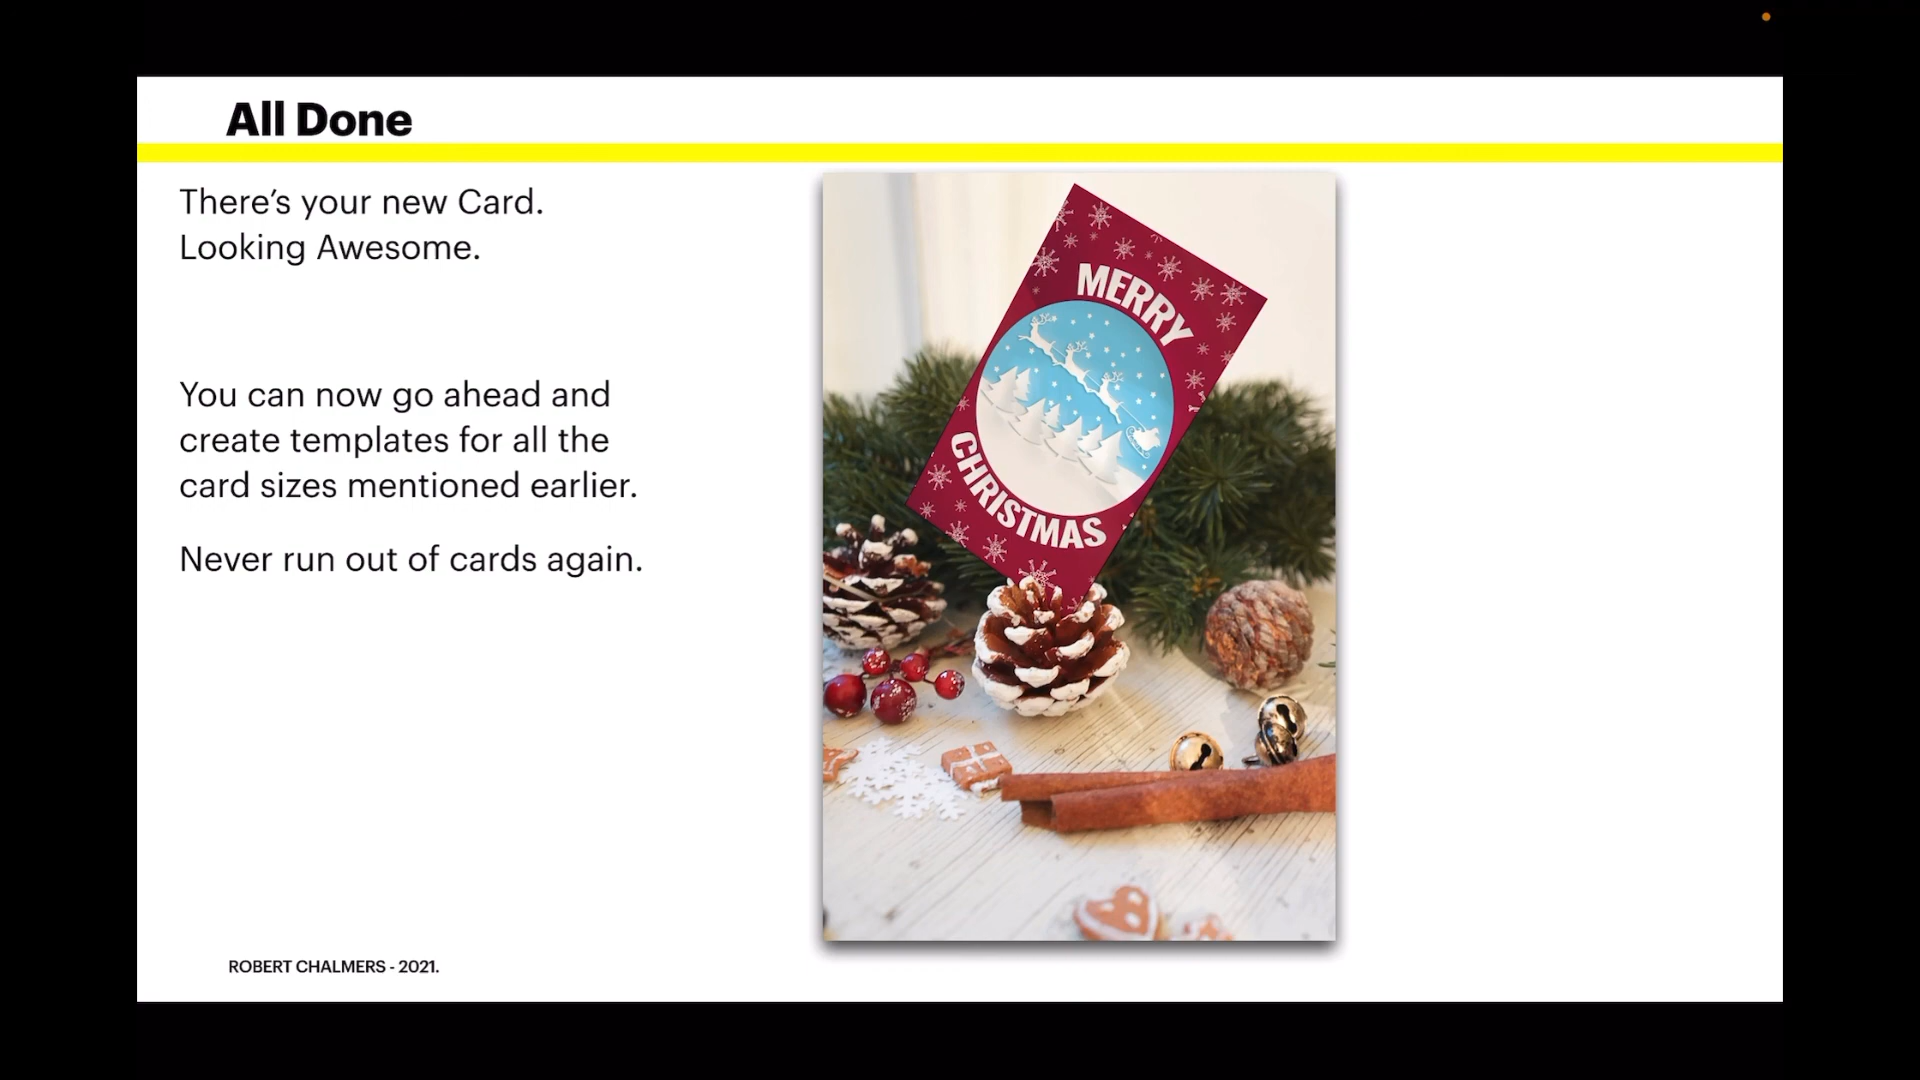 All Done
There’s your new Card.
Looking Awesome.
You can now go ahead and
create templates for all the
card sizes mentioned earlier.
Never run out of cards again.
MERRY
CHRISTMAS
ROBERT CHALMERS - 2021.